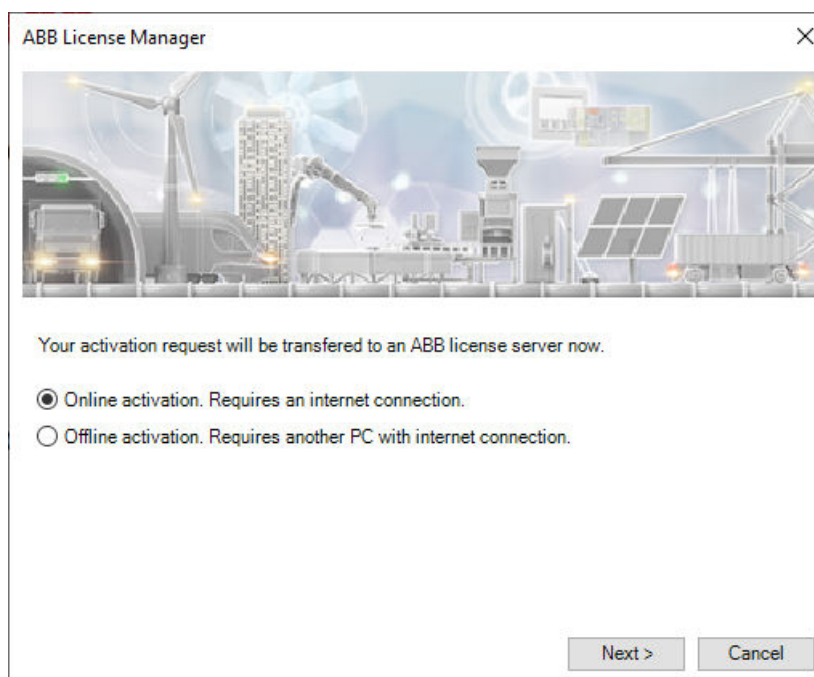 ABB License Manager
Your activation request will be transfered to an ABB license server now.
Online activation. Requires an internet connection.
Offline activation. Requires another PC with internet connection.
Next >
Cancel